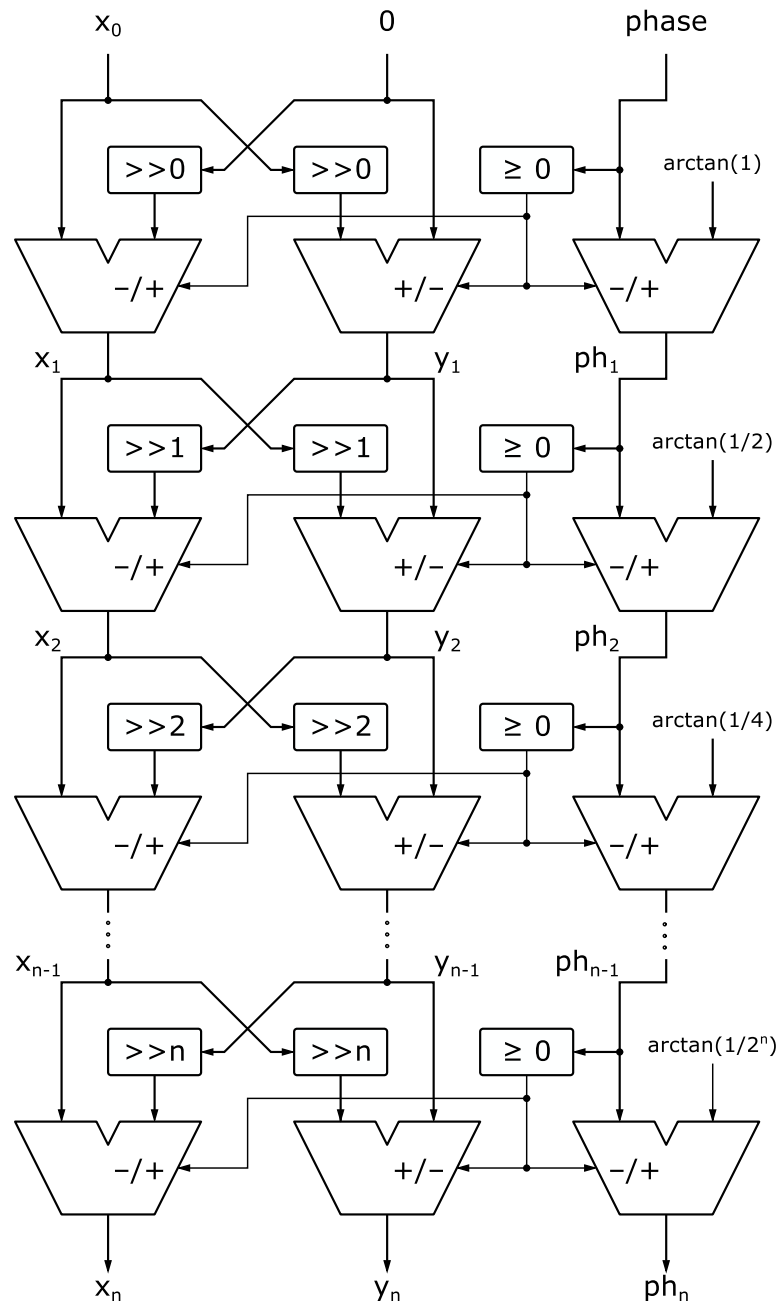 x₀ 0 phase
>>0 >>0 ≥ 0 arctan(1)
−/+ +/− −/+
x₁ y₁ ph₁
>>1 >>1 ≥ 0 arctan(1/2)
−/+ +/− −/+
x₂ y₂ ph₂
>>2 >>2 ≥ 0 arctan(1/4)
−/+ +/− −/+
xₙ₋₁ yₙ₋₁ phₙ₋₁
>>n >>n ≥ 0 arctan(1/2ⁿ)
−/+ +/− −/+
xₙ yₙ phₙ